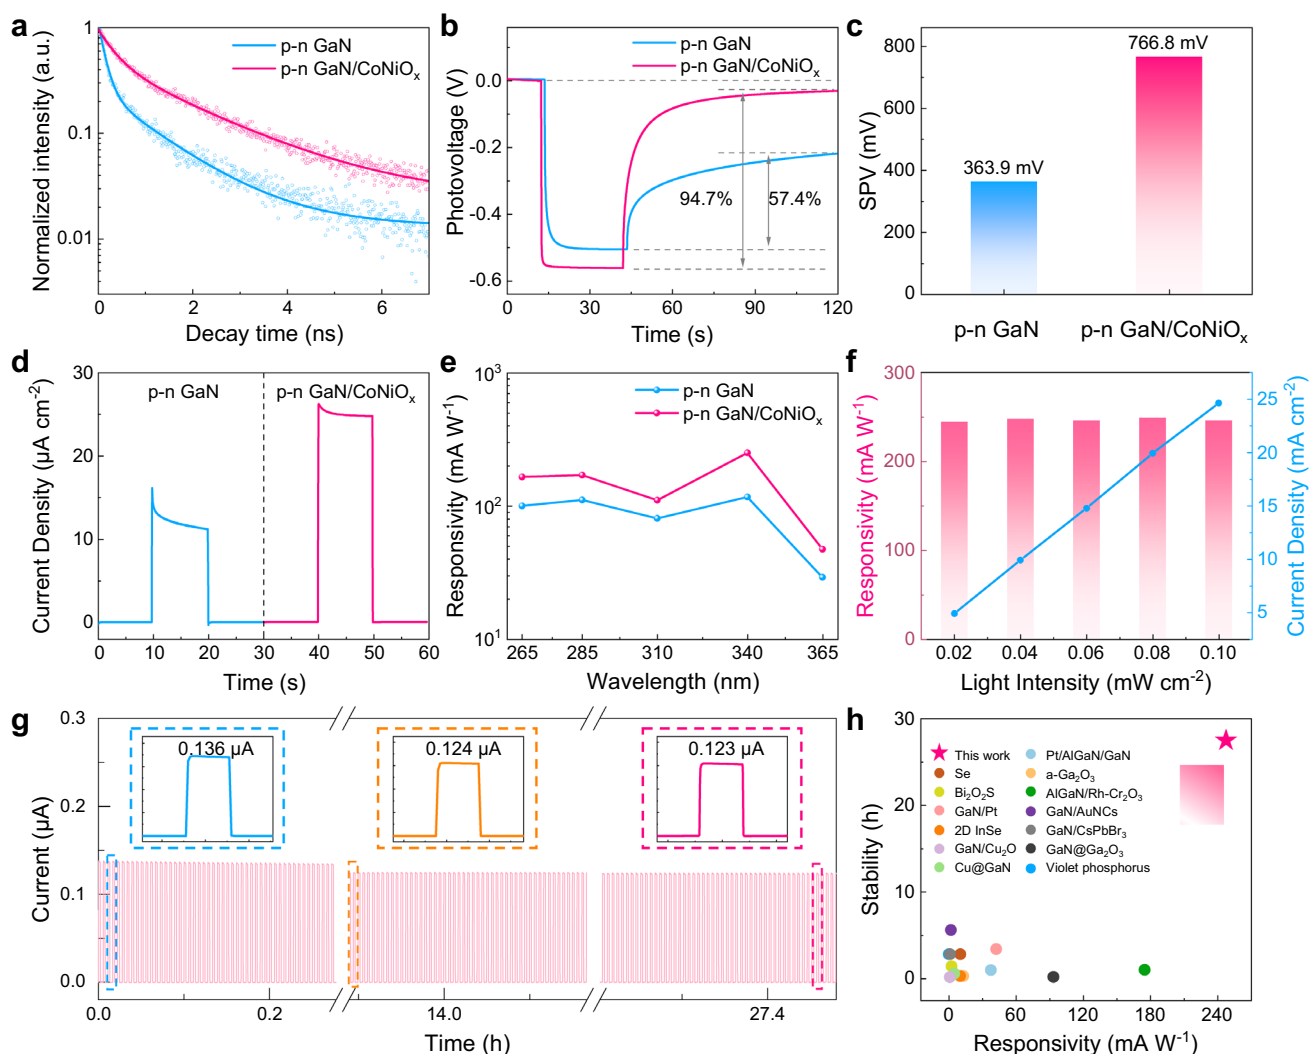 a
Normalized intensity (a.u.)
1
0.1
0.01
0
2
4
6
Decay time (ns)
p-n GaN
p-n GaN/CoNiOₓ
b
Photovoltage (V)
0.0
-0.2
-0.4
-0.6
0
30
60
90
120
Time (s)
p-n GaN
p-n GaN/CoNiOₓ
94.7%
57.4%
c
SPV (mV)
800
600
400
200
0
363.9 mV
766.8 mV
p-n GaN
p-n GaN/CoNiOₓ
d
Current Density (μA cm⁻²)
30
20
10
0
0
10
20
30
40
50
60
Time (s)
p-n GaN
p-n GaN/CoNiOₓ
e
Responsivity (mA W⁻¹)
10³
10²
10¹
265
285
310
340
365
Wavelength (nm)
p-n GaN
p-n GaN/CoNiOₓ
f
Responsivity (mA W⁻¹)
300
200
100
0
0.02
0.04
0.06
0.08
0.10
Light Intensity (mW cm⁻²)
25
20
15
10
5
Current Density (mA cm⁻²)
g
Current (μA)
0.3
0.2
0.1
0.0
0.0
0.2
14.0
27.4
Time (h)
0.136 μA
0.124 μA
0.123 μA
h
Stability (h)
30
20
10
0
0
60
120
180
240
Responsivity (mA W⁻¹)
This work
Se
Bi₂O₂S
GaN/Pt
2D InSe
GaN/Cu₂O
Cu@GaN
Pt/AlGaN/GaN
a-Ga₂O₃
AlGaN/Rh-Cr₂O₃
GaN/AuNCs
GaN/CsPbBr₃
GaN@Ga₂O₃
Violet phosphorus